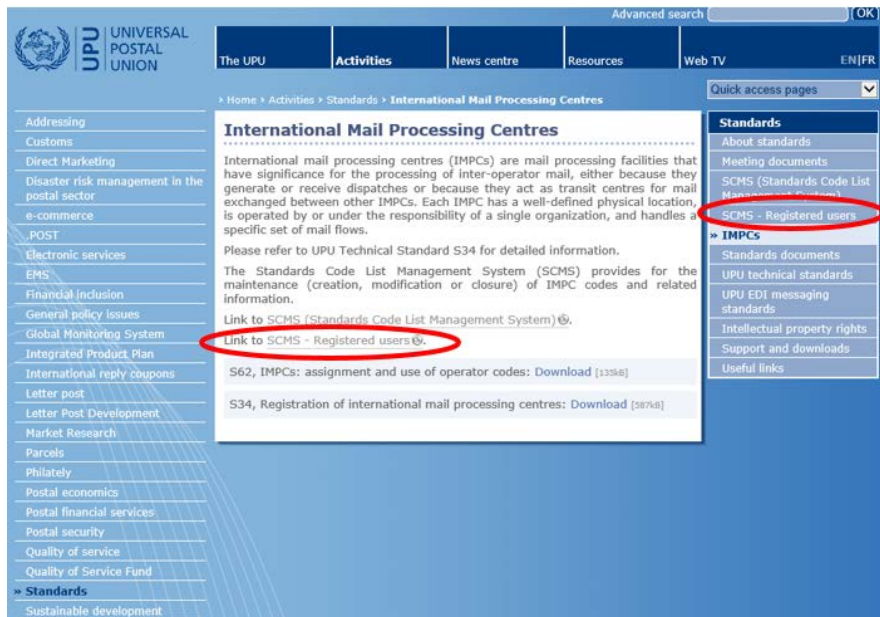 Advanced search
OK
UPU
UNIVERSAL
POSTAL
UNION
The UPU
Activities
News centre
Resources
Web TV
EN|FR
Quick access pages
› Home › Activities › Standards › International Mail Processing Centres
Addressing
Customs
Direct Marketing
Disaster risk management in the
postal sector
e-commerce
.POST
Electronic services
EMS
Financial inclusion
General policy issues
Global Monitoring System
Integrated Product Plan
International reply coupons
Letter post
Letter Post Development
Market Research
Parcels
Philately
Postal economics
Postal financial services
Postal security
Quality of service
Quality of Service Fund
» Standards
Sustainable development
International Mail Processing Centres
International mail processing centres (IMPCs) are mail processing facilities that
have significance for the processing of inter-operator mail, either because they
generate or receive dispatches or because they act as transit centres for mail
exchanged between other IMPCs. Each IMPC has a well-defined physical location,
is operated by or under the responsibility of a single organization, and handles a
specific set of mail flows.
Please refer to UPU Technical Standard S34 for detailed information.
The Standards Code List Management System (SCMS) provides for the
maintenance (creation, modification or closure) of IMPC codes and related
information.
Link to SCMS (Standards Code List Management System).
Link to SCMS - Registered users.
S62, IMPCs: assignment and use of operator codes: Download [135kB]
S34, Registration of international mail processing centres: Download [587kB]
Standards
About standards
Meeting documents
SCMS (Standards Code List
Management System)
SCMS - Registered users
» IMPCs
Standards documents
UPU technical standards
UPU EDI messaging
standards
Intellectual property rights
Support and downloads
Useful links